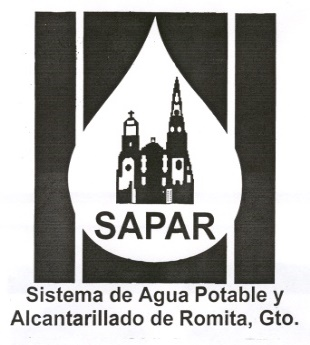 SAPAR
Sistema de Agua Potable y
Alcantarillado de Romita, Gto.